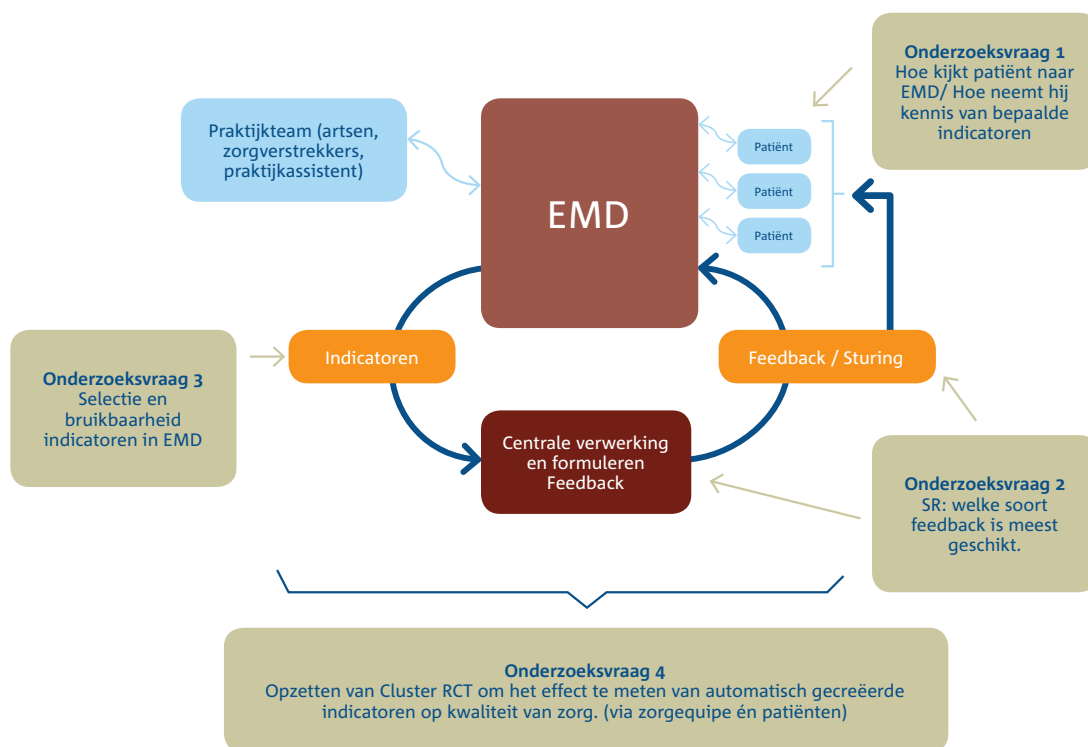 Onderzoeksvraag 1
Hoe kijkt patiënt naar
EMD/ Hoe neemt hij
kennis van bepaalde
indicatoren
Praktijkteam (artsen,
zorgverstrekkers,
praktijkassistent)
EMD
Patiënt
Patiënt
Patiënt
Indicatoren
Feedback / Sturing
Onderzoeksvraag 3
Selectie en
bruikbaarheid
indicatoren in EMD
Centrale verwerking
en formuleren
Feedback
Onderzoeksvraag 2
SR: welke soort
feedback is meest
geschikt.
Onderzoeksvraag 4
Opzetten van Cluster RCT om het effect te meten van automatisch gecreëerde
indicatoren op kwaliteit van zorg. (via zorgequipe én patiënten)